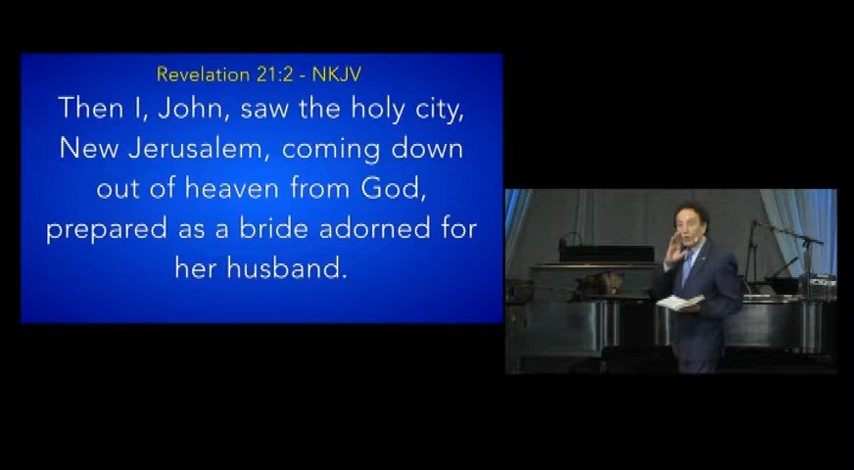 Revelation 21:2 - NKJV
Then I, John, saw the holy city,
New Jerusalem, coming down
out of heaven from God,
prepared as a bride adorned for
her husband.